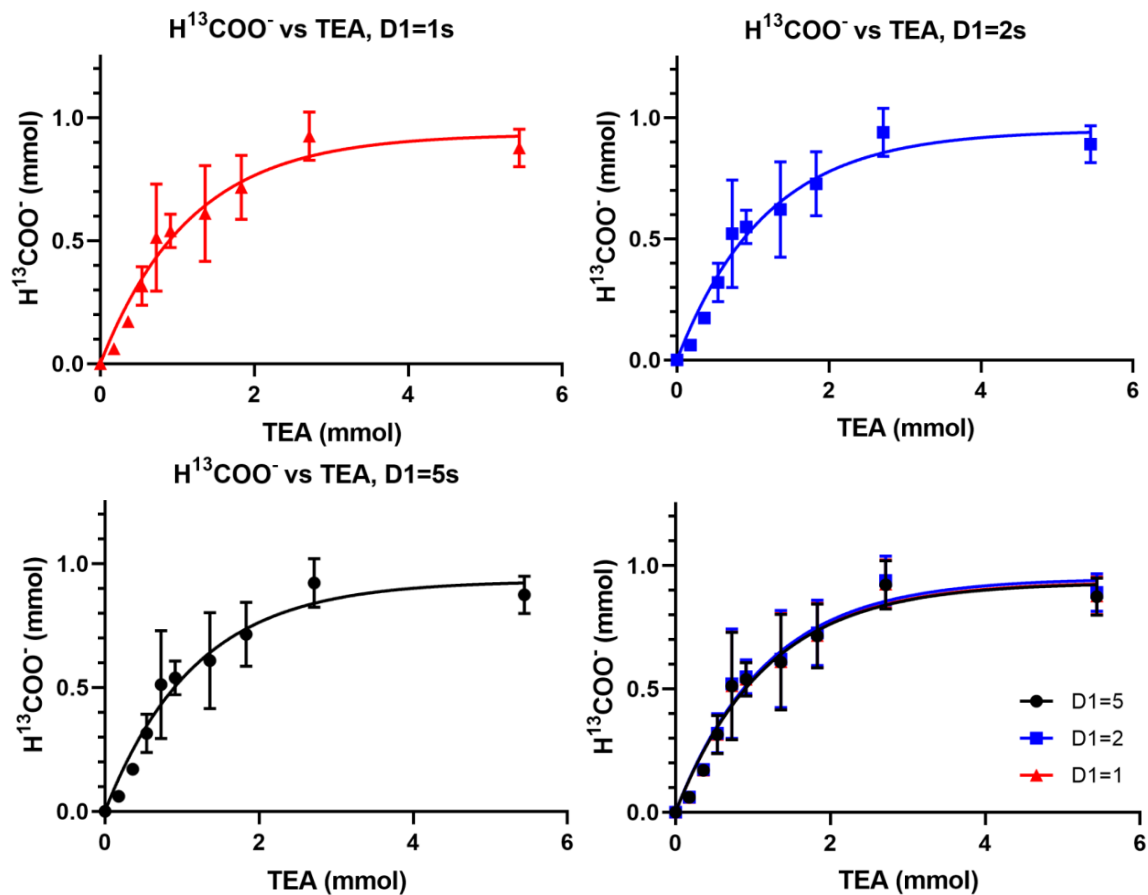 H¹³COO⁻ vs TEA, D1=1s
H¹³COO⁻ (mmol)
1.0
0.5
0.0
0
2
4
6
TEA (mmol)
H¹³COO⁻ vs TEA, D1=2s
H¹³COO⁻ (mmol)
1.0
0.5
0.0
0
2
4
6
TEA (mmol)
H¹³COO⁻ vs TEA, D1=5s
H¹³COO⁻ (mmol)
1.0
0.5
0.0
0
2
4
6
TEA (mmol)
H¹³COO⁻ (mmol)
1.0
0.5
0.0
0
2
4
6
TEA (mmol)
D1=5
D1=2
D1=1